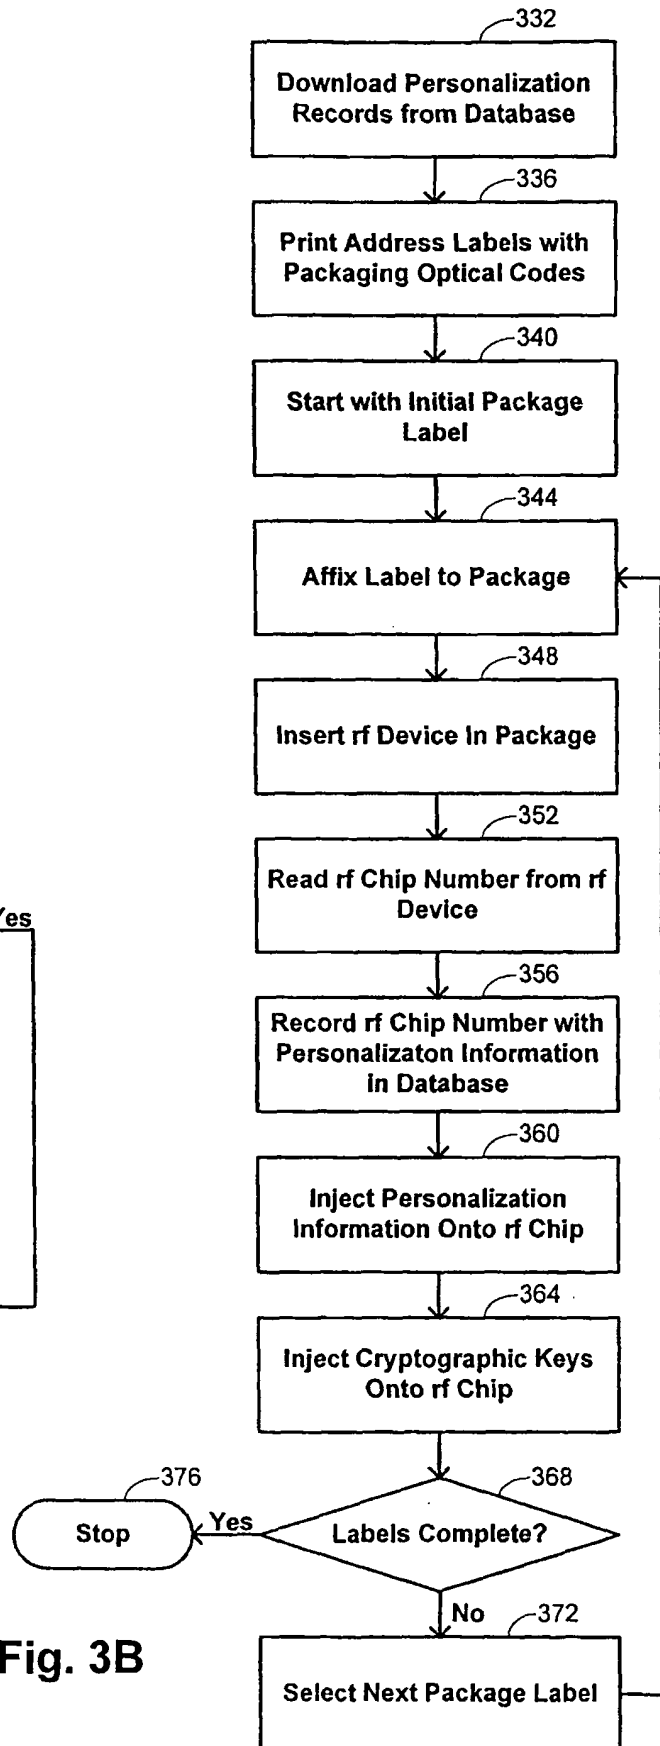 332
Download Personalization
Records from Database
336
Print Address Labels with
Packaging Optical Codes
340
Start with Initial Package
Label
344
Affix Label to Package
348
Insert rf Device In Package
352
Read rf Chip Number from rf
Device
Yes
356
Record rf Chip Number with
Personalizaton Information
in Database
360
Inject Personalization
Information Onto rf Chip
364
Inject Cryptographic Keys
Onto rf Chip
376
368
Stop
Yes
Labels Complete?
No
372
Fig. 3B
Select Next Package Label